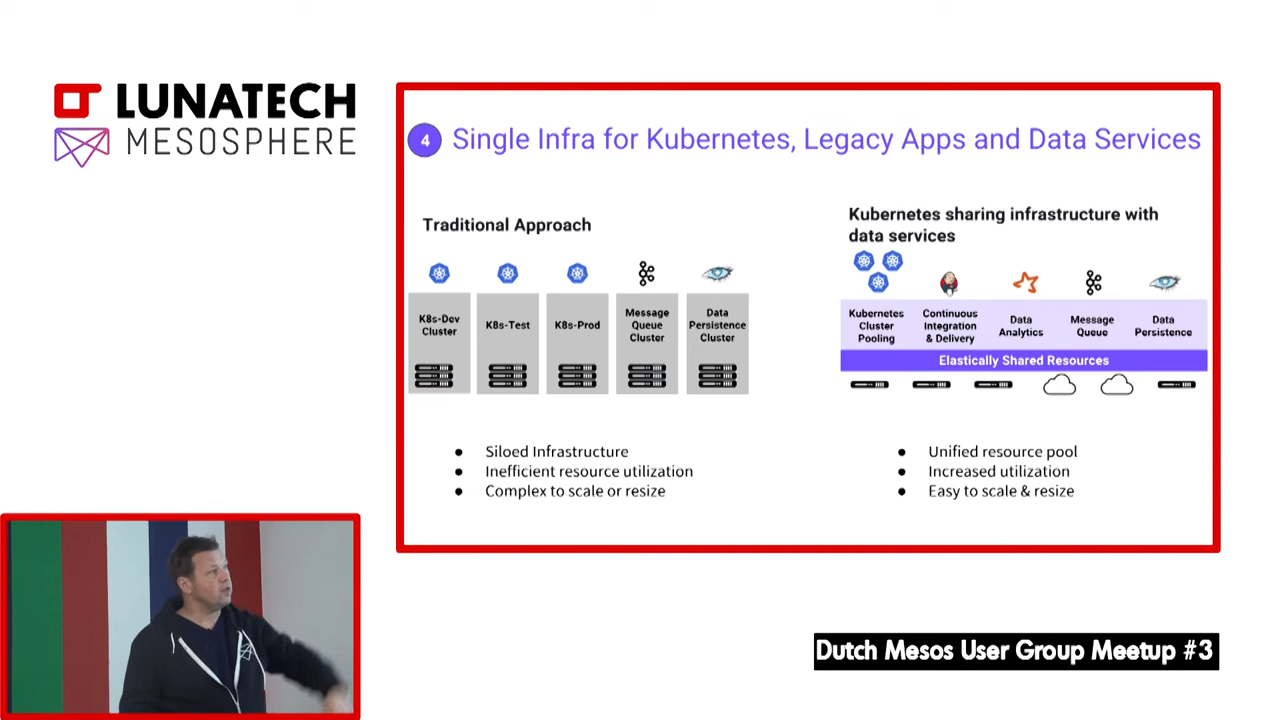 LUNATECH
MESOSPHERE
4 Single Infra for Kubernetes, Legacy Apps and Data Services
Traditional Approach
K8s-Dev
Cluster
K8s-Test
K8s-Prod
Message
Queue
Cluster
Data
Persistence
Cluster
Siloed Infrastructure
Inefficient resource utilization
Complex to scale or resize
Kubernetes sharing infrastructure with
data services
Kubernetes
Cluster
Pooling
Continuous
Integration
& Delivery
Data
Analytics
Message
Queue
Data
Persistence
Elastically Shared Resources
Unified resource pool
Increased utilization
Easy to scale & resize
Dutch Mesos User Group Meetup #3